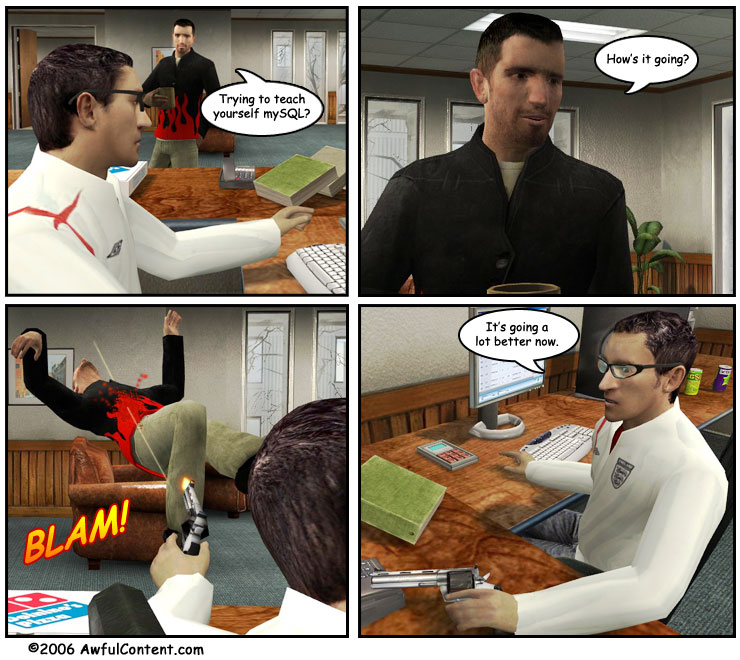 Trying to teach
yourself mySQL?
How's it going?
BLAM!
It's going a
lot better now.
©2006 AwfulContent.com